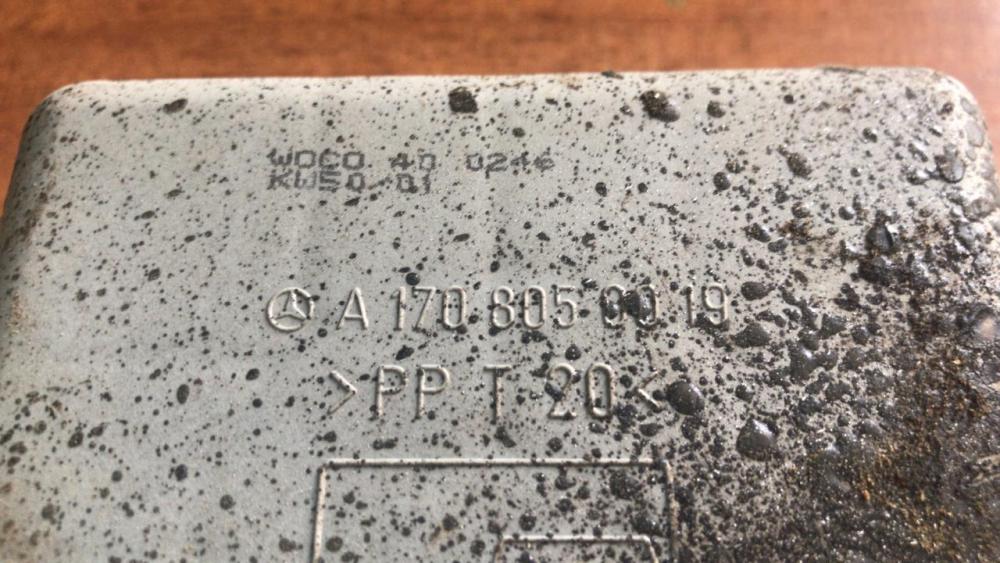 WOCO 40 0246
KW50/01
A 170 805 00 19
>PP T 20<